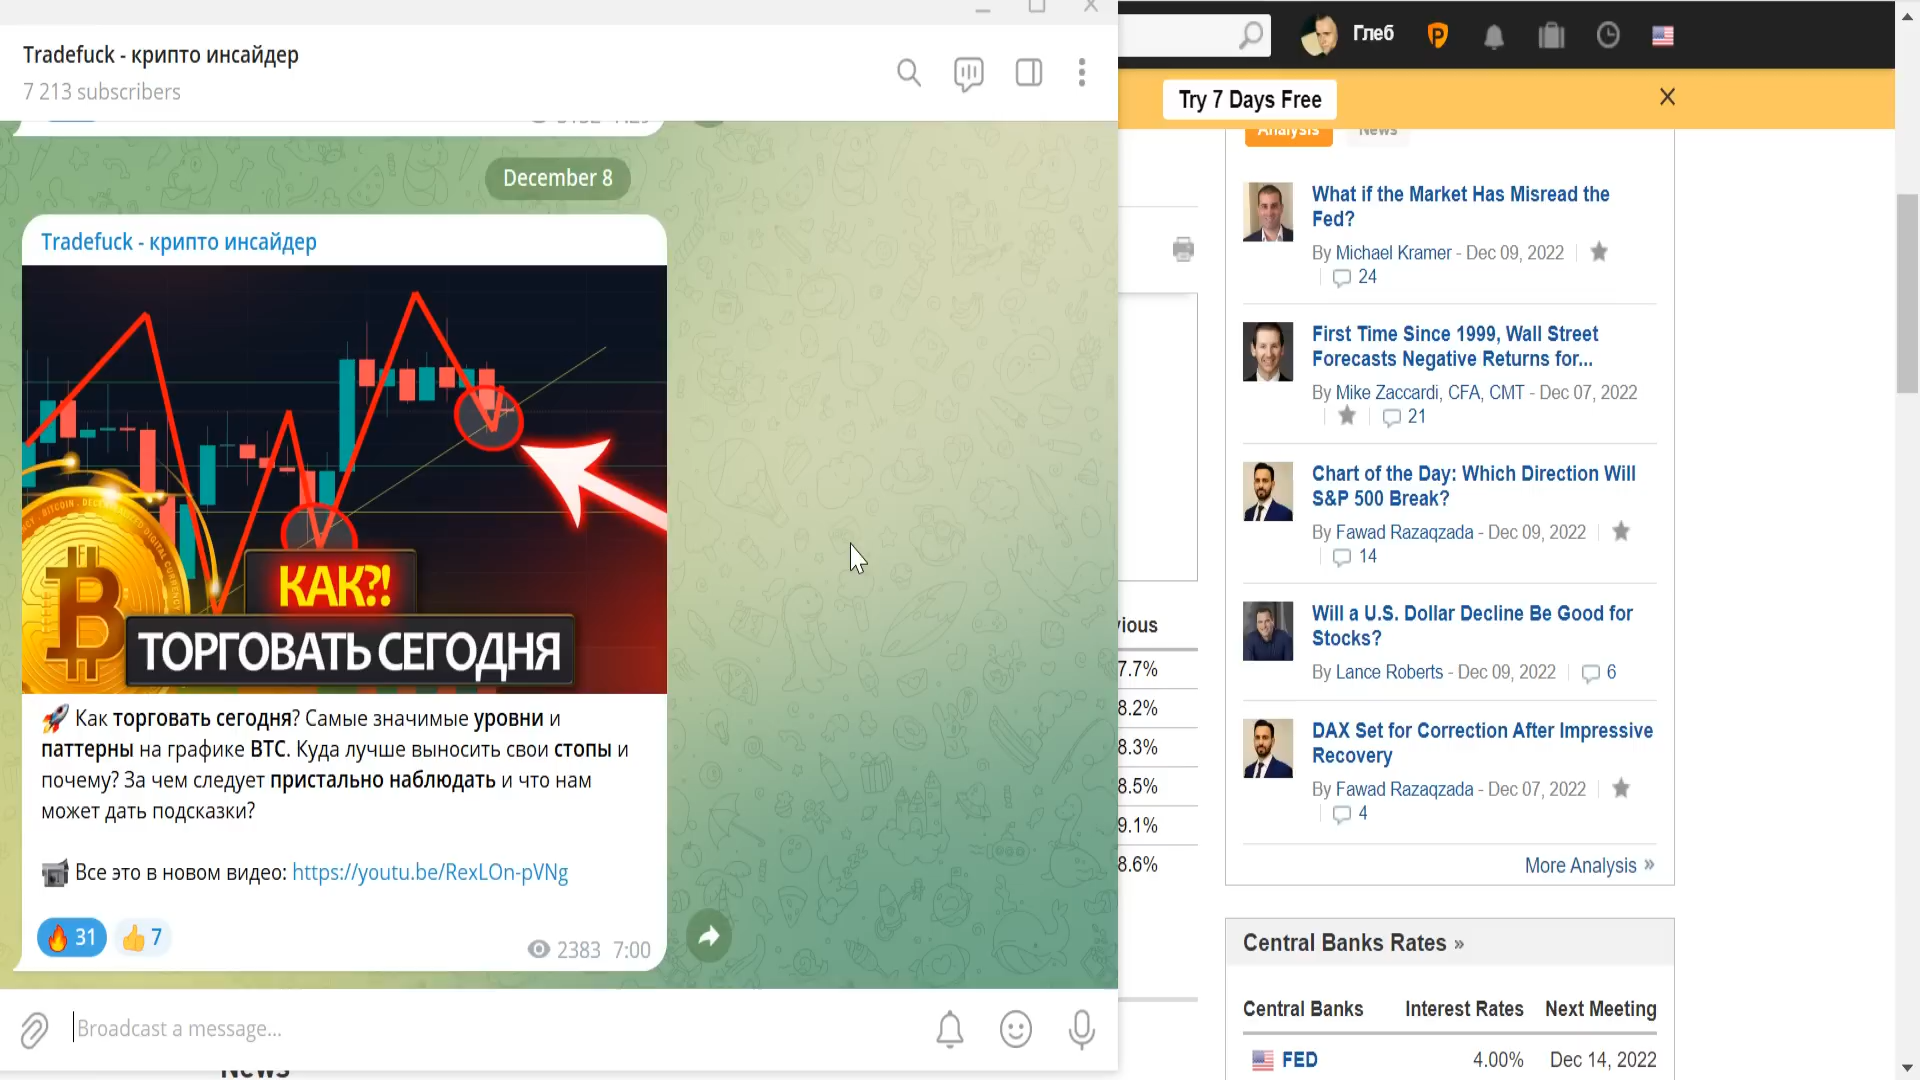 Tradefuck - крипто инсайдер
7 213 subscribers
December 8
Tradefuck - крипто инсайдер
BITCOIN
DIGITAL CURRENCY
КАК?!
ТОРГОВАТЬ СЕГОДНЯ
🚀 Как торговать сегодня? Самые значимые уровни и
паттерны на графике BTC. Куда лучше выносить свои стопы и
почему? За чем следует пристально наблюдать и что нам
может дать подсказки?
📹 Все это в новом видео: https://youtu.be/RexLOn-pVNg
🔥 31 👍 7
2383 7:00
Broadcast a message...
News
Глеб
Try 7 Days Free
Analysis News
What if the Market Has Misread the
Fed?
By Michael Kramer - Dec 09, 2022
24
First Time Since 1999, Wall Street
Forecasts Negative Returns for...
By Mike Zaccardi, CFA, CMT - Dec 07, 2022
21
Chart of the Day: Which Direction Will
S&P 500 Break?
By Fawad Razaqzada - Dec 09, 2022
14
Will a U.S. Dollar Decline Be Good for
Stocks?
By Lance Roberts - Dec 09, 2022 6
DAX Set for Correction After Impressive
Recovery
By Fawad Razaqzada - Dec 07, 2022
4
More Analysis »
vious
7.7%
8.2%
8.3%
8.5%
9.1%
8.6%
Central Banks Rates »
Central Banks Interest Rates Next Meeting
FED 4.00% Dec 14, 2022